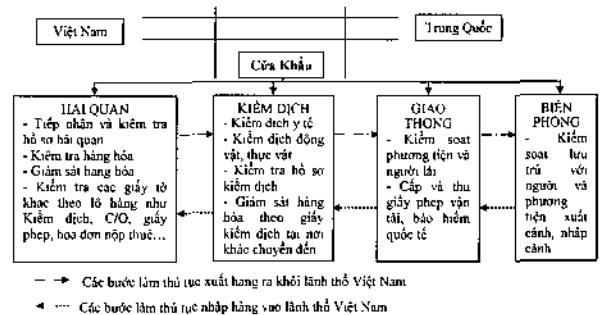 Việt Nam
Trung Quốc
Cửa Khẩu
HẢI QUAN
- Tiếp nhận và kiểm tra
hồ sơ hải quan
- Kiểm tra hàng hóa
- Giám sát hàng hóa
- Kiểm tra các giấy tờ
khác theo lô hàng như
Kiểm dịch, C/O, giấy
phép, hoa đơn nộp thuế...
KIỂM DỊCH
- Kiểm dịch y tế
- Kiểm dịch động
vật, thực vật
- Kiểm tra hồ sơ
kiểm dịch
- Giám sát hàng
hóa theo giấy
kiểm dịch tại nơi
khác chuyển đến
GIAO
THÔNG
- Kiểm soat
phương tiện và
người lái
- Cấp và thu
giấy phép vận
tải, bảo hiểm
quốc tế
BIÊN
PHÒNG
- Kiểm
soat lưu
trú với
người và
phương
tiện xuất
cảnh, nhập
cảnh
Các bước làm thủ tục xuất hàng ra khỏi lãnh thổ Việt Nam
Các bước làm thủ tục nhập hàng vào lãnh thổ Việt Nam